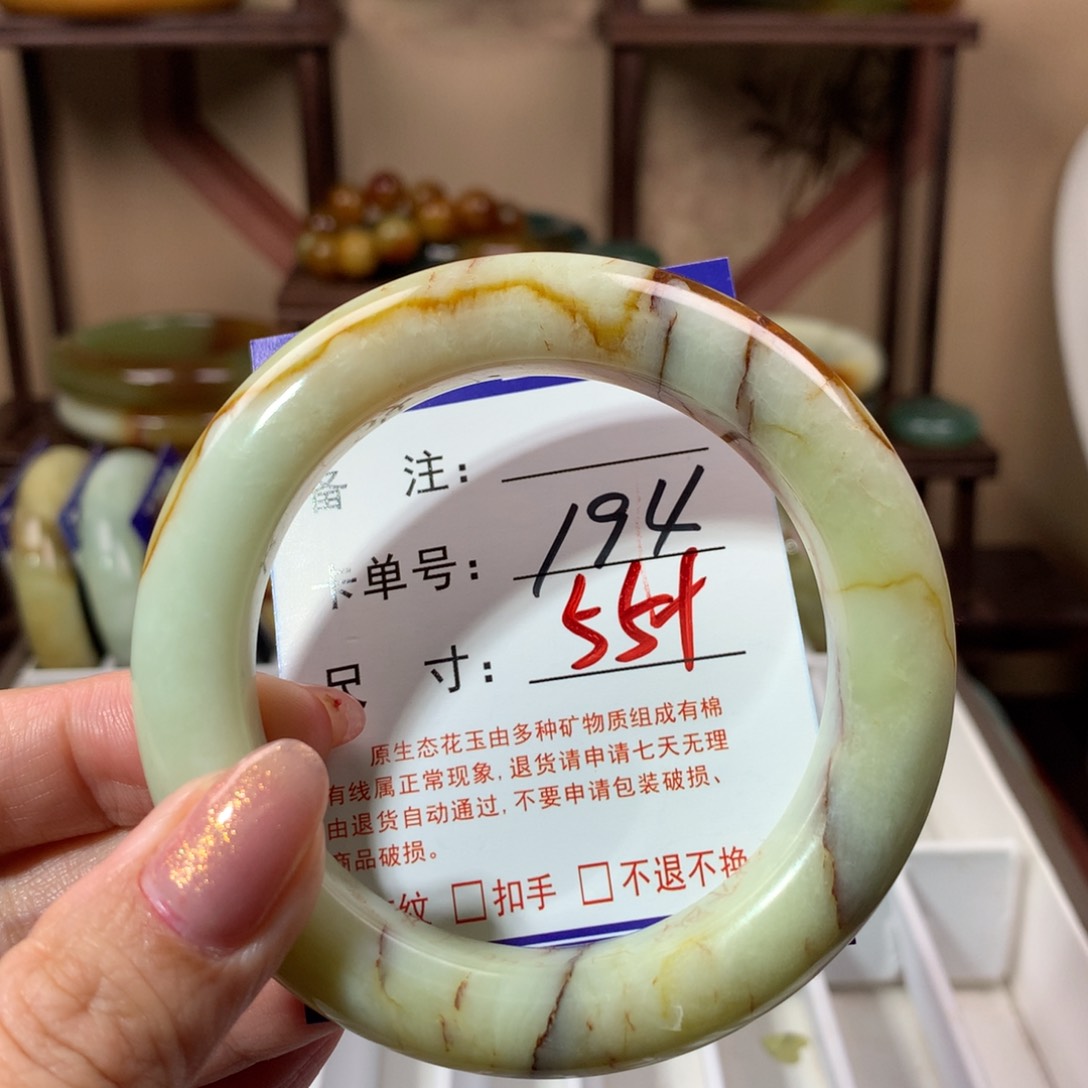 备 注：
卡单号：194
尺 寸：554
原生态花玉由多种矿物质组成有棉
有线属正常现象，退货请申请七天无理
由退货自动通过，不要申请包装破损、
商品破损。
纹 □扣手 □不退不换